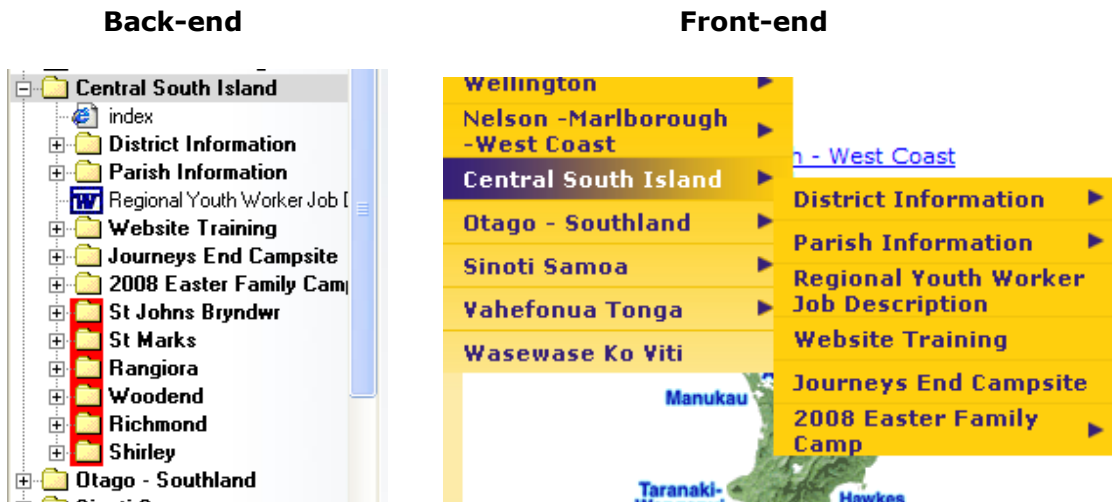 Back-end
Front-end
Central South Island
index
District Information
Parish Information
Regional Youth Worker Job
Website Training
Journeys End Campsite
2008 Easter Family Cam
St Johns Bryndwr
St Marks
Rangiora
Woodend
Richmond
Shirley
Otago - Southland
Wellington
Nelson -Marlborough
-West Coast
Central South Island
Otago - Southland
Sinoti Samoa
Vahefonua Tonga
Wasewase Ko Viti
n - West Coast
District Information
Parish Information
Regional Youth Worker
Job Description
Website Training
Journeys End Campsite
2008 Easter Family
Camp
Manukau
Taranaki-
Hawkes